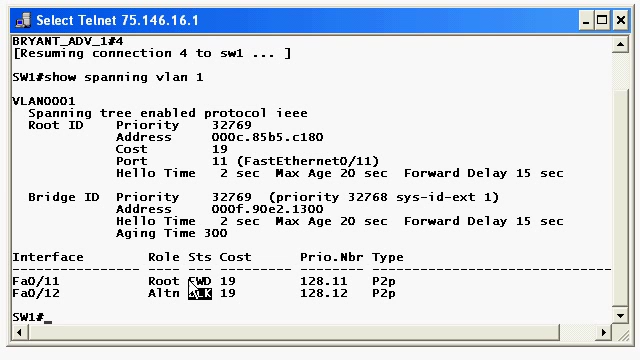 Select Telnet 75.146.16.1
BRYANT_ADV_1#4
[Resuming connection 4 to sw1 ... ]
SW1#show spanning vlan 1
VLAN0001
Spanning tree enabled protocol ieee
Root ID Priority 32769
Address 000c.85b5.c180
Cost 19
Port 11 (FastEthernet0/11)
Hello Time 2 sec Max Age 20 sec Forward Delay 15 sec
Bridge ID Priority 32769 (priority 32768 sys-id-ext 1)
Address 000f.90e2.1300
Hello Time 2 sec Max Age 20 sec Forward Delay 15 sec
Aging Time 300
Interface Role Sts Cost Prio.Nbr Type
Fa0/11 Root FWD 19 128.11 P2p
Fa0/12 Altn BLK 19 128.12 P2p
SW1#_